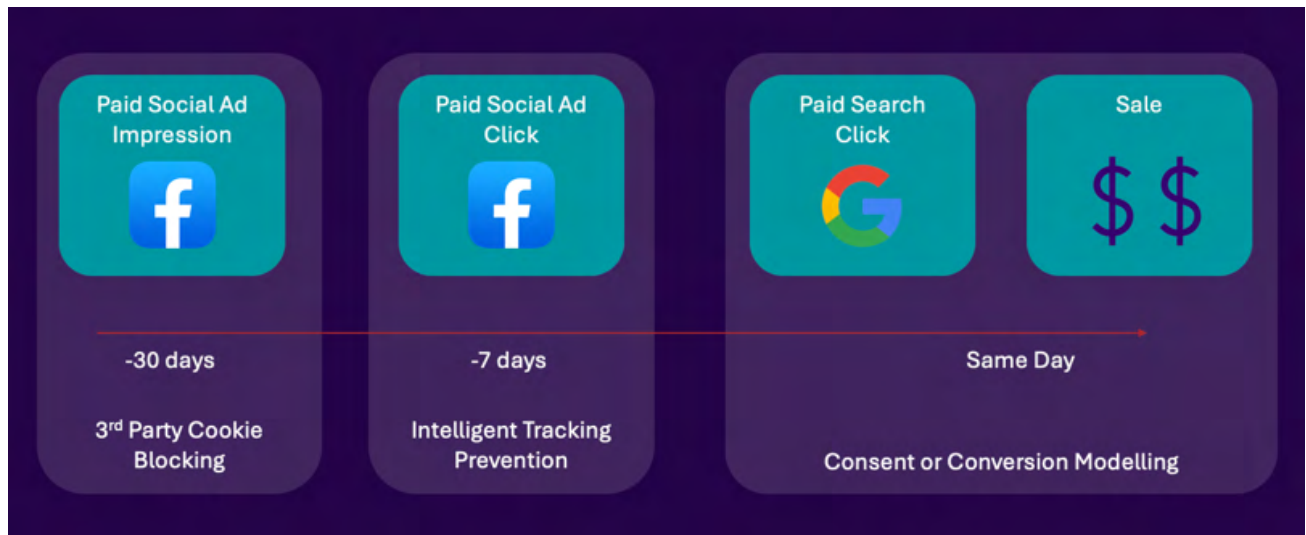 Paid Social Ad
Impression
Paid Social Ad
Click
Paid Search
Click
Sale
$ $
-30 days
-7 days
Same Day
3rd Party Cookie
Blocking
Intelligent Tracking
Prevention
Consent or Conversion Modelling